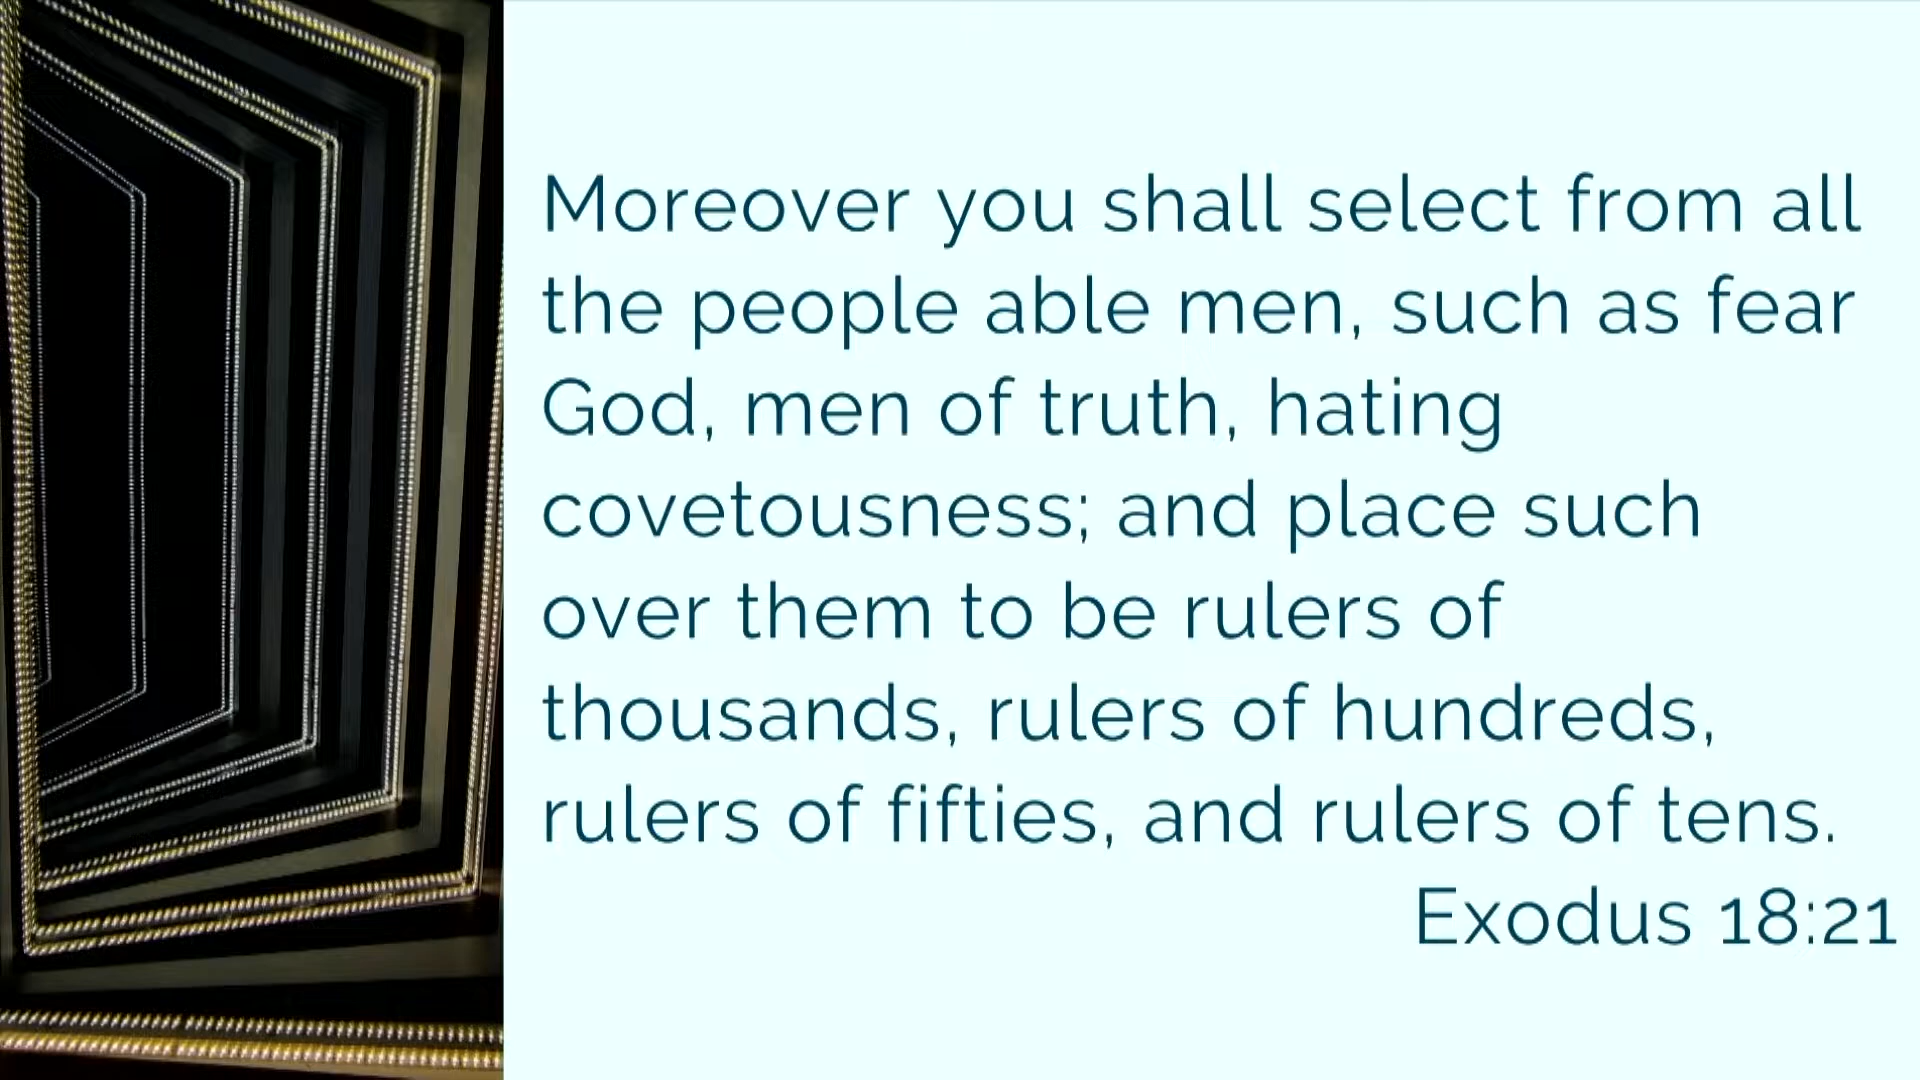 Moreover you shall select from all
the people able men, such as fear
God, men of truth, hating
covetousness; and place such
over them to be rulers of
thousands, rulers of hundreds,
rulers of fifties, and rulers of tens.
Exodus 18:21